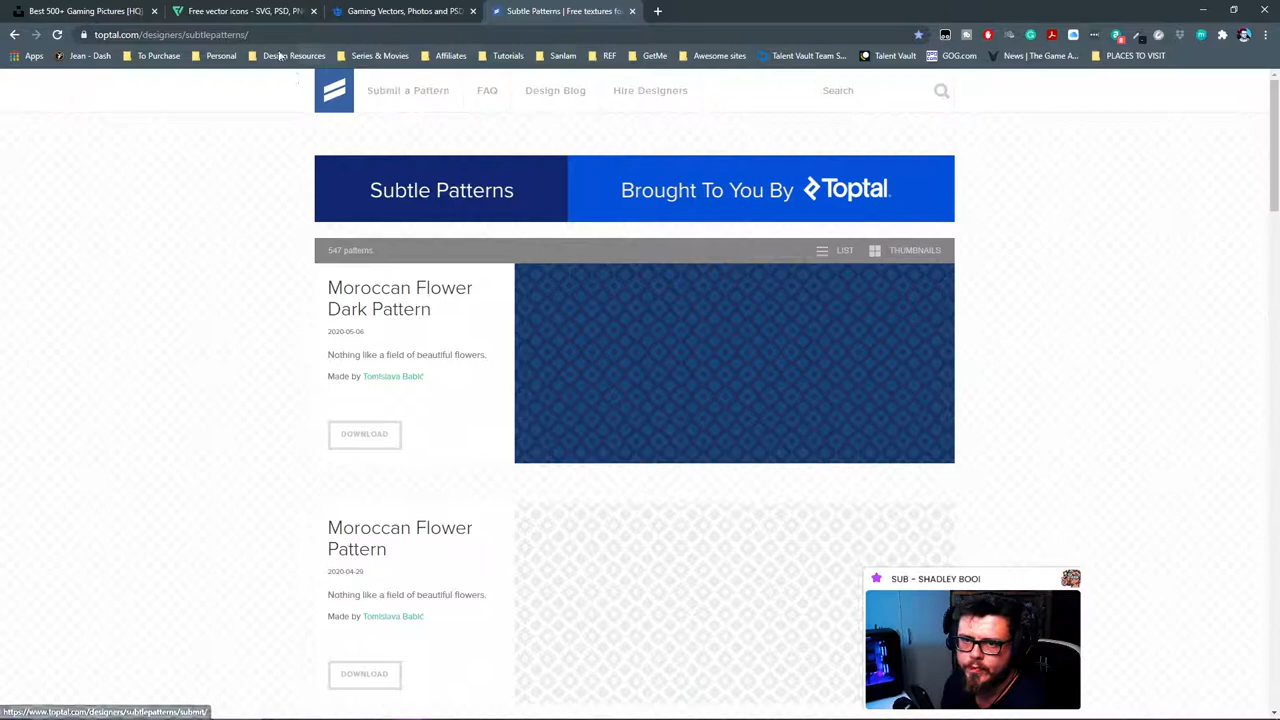 Best 500+ Gaming Pictures [HQ]
Free vector icons - SVG, PSD, PN
Gaming Vectors, Photos and PSD
Subtle Patterns | Free textures fo
toptal.com/designers/subtlepatterns/
Apps
Jean - Dash
To Purchase
Series & Movies
Affiliates
Tutorials
Sanlam
REF
GetMe
Awesome sites
Talent Vault Team S...
Talent Vault
GOG.com
News | The Game A...
PLACES TO VISIT
Submit a Pattern
FAQ
Design Blog
Hire Designers
Search
Subtle Patterns
Brought To You By Toptal
547 patterns.
LIST
THUMBNAILS
Moroccan Flower
Dark Pattern
2020-05-06
Nothing like a field of beautiful flowers.
Made by Tomislava Babić
DOWNLOAD
Moroccan Flower
Pattern
2020-04-29
Nothing like a field of beautiful flowers.
Made by Tomislava Babić
DOWNLOAD
SUB - SHADLEY BOOI
https://www.toptal.com/designers/subtlepatterns/submit/